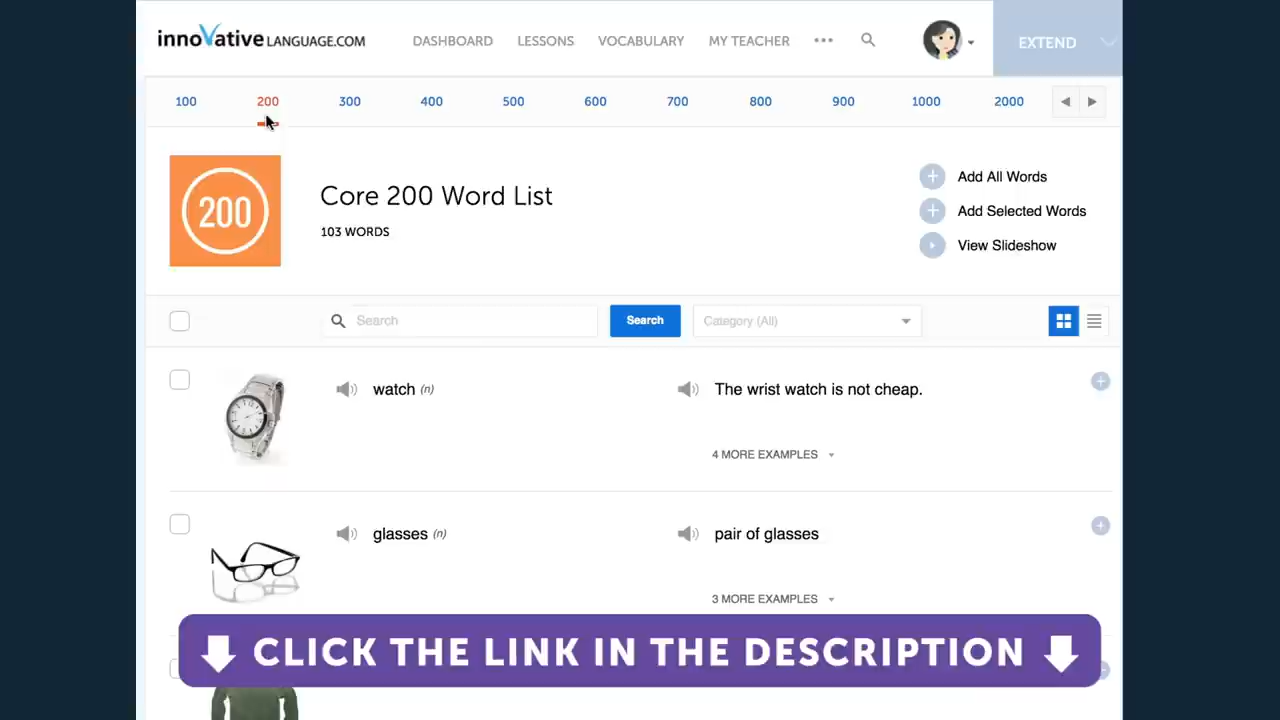 innoVative LANGUAGE.COM DASHBOARD LESSONS VOCABULARY MY TEACHER ••• EXTEND
100 200 300 400 500 600 700 800 900 1000 2000
200
Core 200 Word List
103 WORDS
Add All Words
Add Selected Words
View Slideshow
Search Search Category (All)
watch (n) The wrist watch is not cheap.
4 MORE EXAMPLES
glasses (n) pair of glasses
3 MORE EXAMPLES
CLICK THE LINK IN THE DESCRIPTION